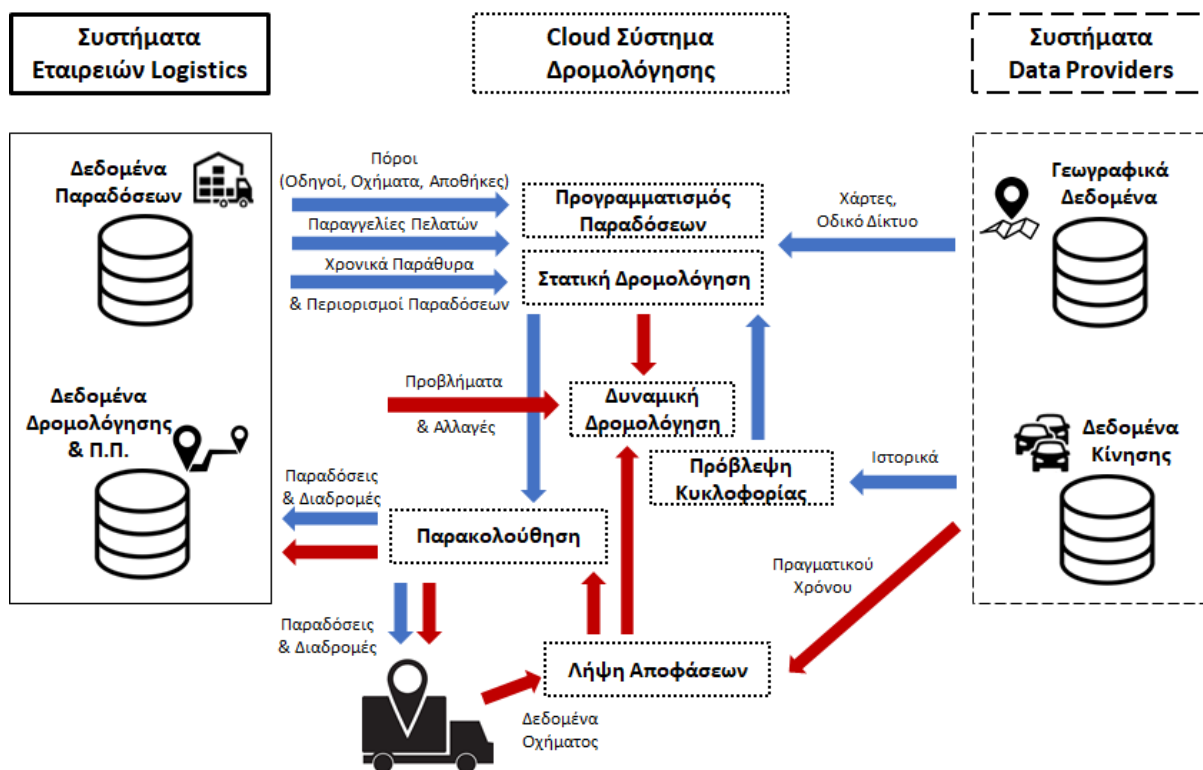 Συστήματα
Εταιρειών Logistics
Cloud Σύστημα
Δρομολόγησης
Συστήματα
Data Providers
Δεδομένα
Παραδόσεων
Πόροι
(Οδηγοί, Οχήματα, Αποθήκες)
Παραγγελίες Πελατών
Χρονικά Παράθυρα
& Περιορισμοί Παραδόσεων
Προγραμματισμός
Παραδόσεων
Στατική Δρομολόγηση
Χάρτες,
Οδικό Δίκτυο
Γεωγραφικά
Δεδομένα
Δεδομένα
Δρομολόγησης
& Π.Π.
Προβλήματα
& Αλλαγές
Δυναμική
Δρομολόγηση
Πρόβλεψη
Κυκλοφορίας
Ιστορικά
Δεδομένα
Κίνησης
Παραδόσεις
& Διαδρομές
Παρακολούθηση
Πραγματικού
Χρόνου
Παραδόσεις
& Διαδρομές
Λήψη Αποφάσεων
Δεδομένα
Οχήματος